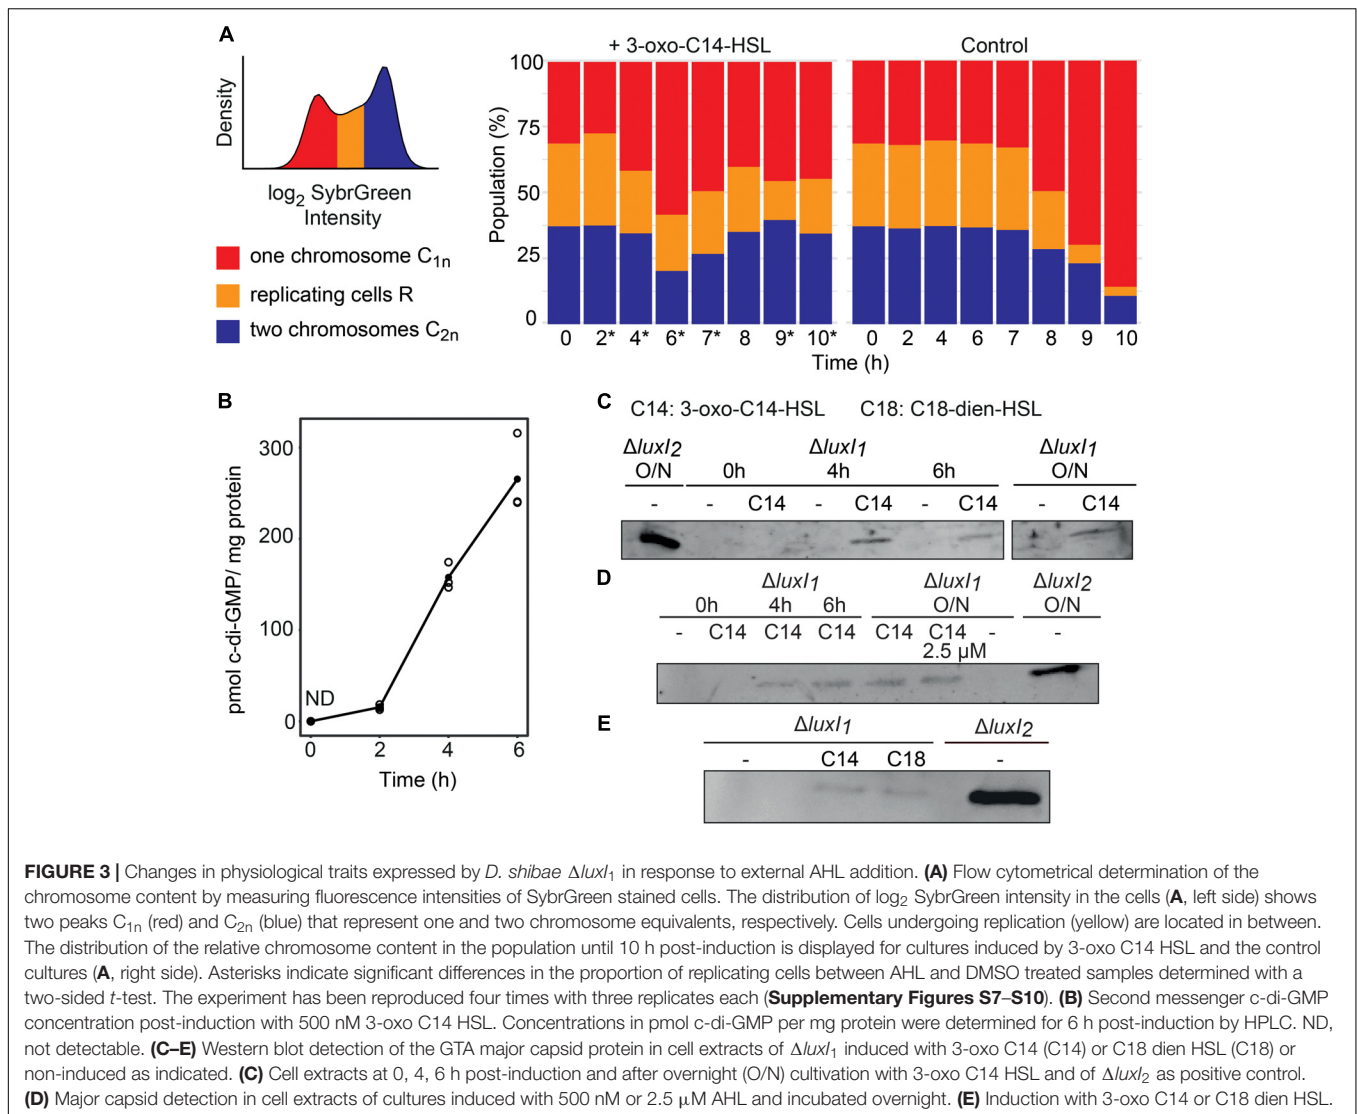 A
Density
log2 SybrGreen
Intensity
one chromosome C1n
replicating cells R
two chromosomes C2n
+ 3-oxo-C14-HSL
Control
Population (%)
100
75
50
25
0
0 2* 4* 6* 7* 8 9* 10*
0 2 4 6 7 8 9 10
Time (h)
B
pmol c-di-GMP/ mg protein
300
200
100
0
ND
0 2 4 6
Time (h)
C
C14: 3-oxo-C14-HSL C18: C18-dien-HSL
ΔluxI2 ΔluxI1 ΔluxI1
O/N 0h 4h 6h O/N
- - C14 - C14 - C14 - C14
D
ΔluxI1 ΔluxI1 ΔluxI2
0h 4h 6h O/N O/N
- C14 C14 C14 C14 C14 - -
2.5 μM
E
ΔluxI1 ΔluxI2
- C14 C18 -
FIGURE 3 | Changes in physiological traits expressed by D. shibae ΔluxI1 in response to external AHL addition. (A) Flow cytometrical determination of the
chromosome content by measuring fluorescence intensities of SybrGreen stained cells. The distribution of log2 SybrGreen intensity in the cells (A, left side) shows
two peaks C1n (red) and C2n (blue) that represent one and two chromosome equivalents, respectively. Cells undergoing replication (yellow) are located in between.
The distribution of the relative chromosome content in the population until 10 h post-induction is displayed for cultures induced by 3-oxo C14 HSL and the control
cultures (A, right side). Asterisks indicate significant differences in the proportion of replicating cells between AHL and DMSO treated samples determined with a
two-sided t-test. The experiment has been reproduced four times with three replicates each (Supplementary Figures S7–S10). (B) Second messenger c-di-GMP
concentration post-induction with 500 nM 3-oxo C14 HSL. Concentrations in pmol c-di-GMP per mg protein were determined for 6 h post-induction by HPLC. ND,
not detectable. (C–E) Western blot detection of the GTA major capsid protein in cell extracts of ΔluxI1 induced with 3-oxo C14 (C14) or C18 dien HSL (C18) or
non-induced as indicated. (C) Cell extracts at 0, 4, 6 h post-induction and after overnight (O/N) cultivation with 3-oxo C14 HSL and of ΔluxI2 as positive control.
(D) Major capsid detection in cell extracts of cultures induced with 500 nM or 2.5 μM AHL and incubated overnight. (E) Induction with 3-oxo C14 or C18 dien HSL.